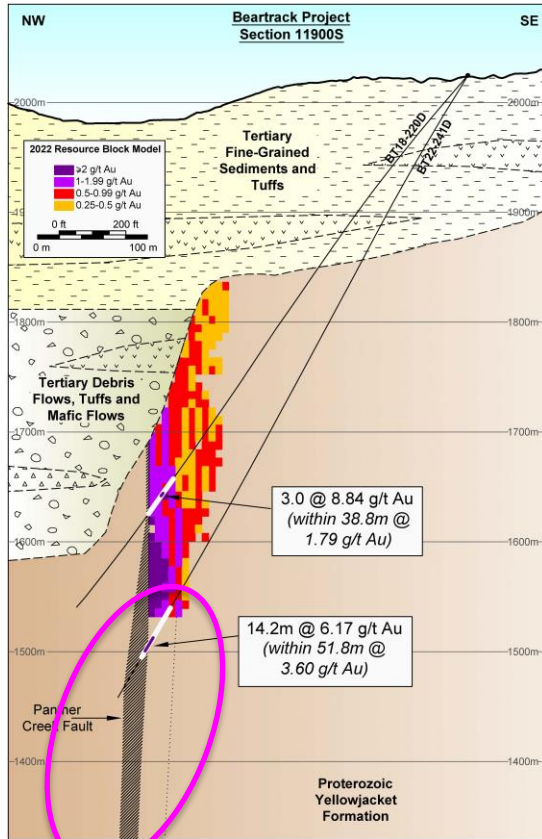 NW
Beartrack Project
Section 11900S
SE
2000m
2000m
Tertiary
Fine-Grained
Sediments and
Tuffs
BT18-220D
BT22-241D
2022 Resource Block Model
≥2 g/t Au
1-1.99 g/t Au
0.5-0.99 g/t Au
0.25-0.5 g/t Au
0 ft 200 ft
0 m 100 m
1900m
1800m
1800m
Tertiary Debris
Flows, Tuffs and
Mafic Flows
1700m
1700m
3.0 @ 8.84 g/t Au
(within 38.8m @
1.79 g/t Au)
1600m
1600m
14.2m @ 6.17 g/t Au
(within 51.8m @
3.60 g/t Au)
1500m
1500m
Creek Fault
1400m
1400m
Proterozoic
Yellowjacket
Formation